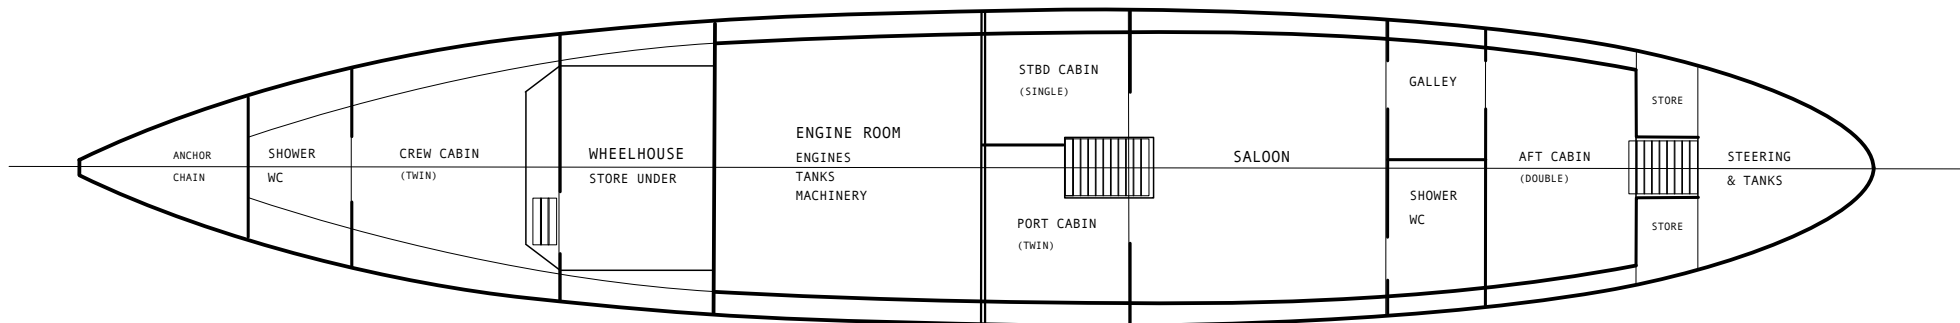 ANCHOR
CHAIN
SHOWER
WC
CREW CABIN
(TWIN)
WHEELHOUSE
STORE UNDER
ENGINE ROOM
ENGINES
TANKS
MACHINERY
STBD CABIN
(SINGLE)
PORT CABIN
(TWIN)
SALOON
GALLEY
SHOWER
WC
AFT CABIN
(DOUBLE)
STORE
STORE
STEERING
& TANKS